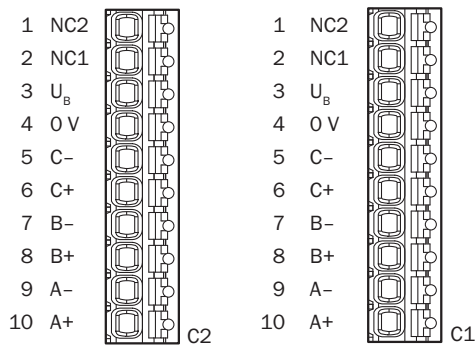 1 NC2
2 NC1
3 U_B
4 0 V
5 C–
6 C+
7 B–
8 B+
9 A–
10 A+
C2
1 NC2
2 NC1
3 U_B
4 0 V
5 C–
6 C+
7 B–
8 B+
9 A–
10 A+
C1